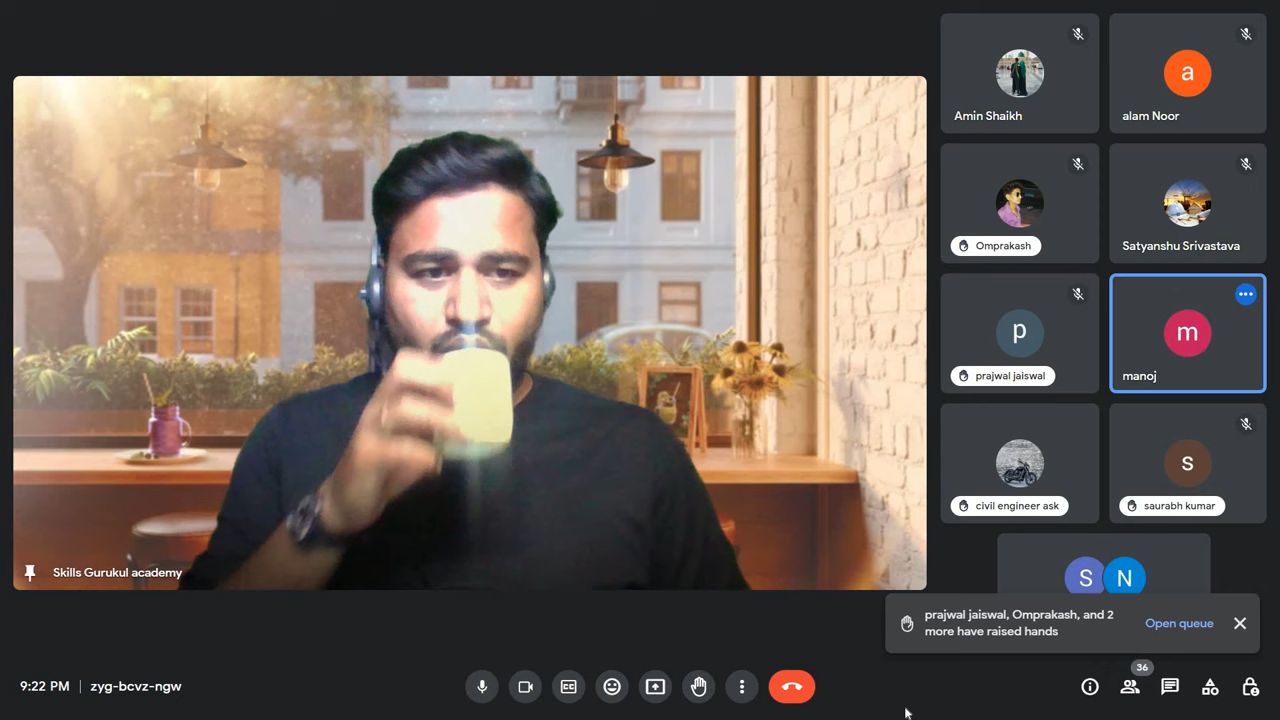 Amin Shaikh
a
alam Noor
Omprakash
Satyanshu Srivastava
p
prajwal jaiswal
m
manoj
civil engineer ask
s
saurabh kumar
S N
Skills Gurukul academy
prajwal jaiswal, Omprakash, and 2
more have raised hands
Open queue
9:22 PM | zyg-bcvz-ngw
CC
36